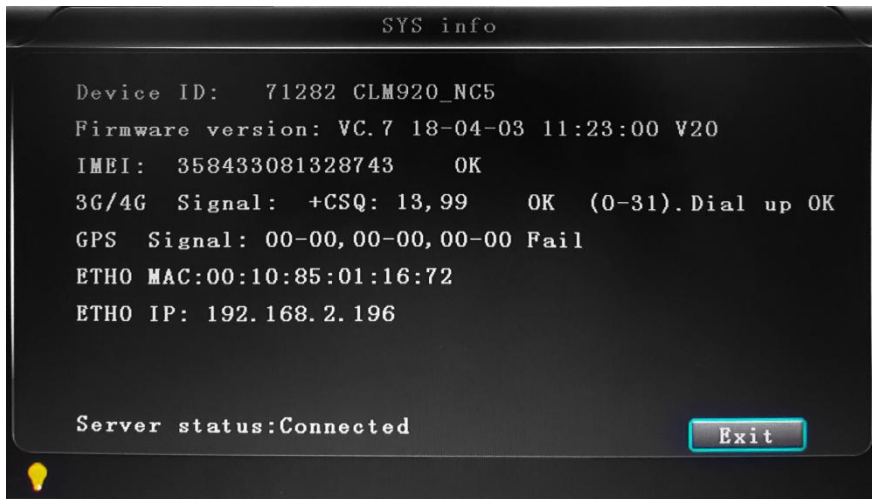 SYS info
Device ID: 71282 CLM920_NC5
Firmware version: VC.7 18-04-03 11:23:00 V20
IMEI: 358433081328743 OK
3G/4G Signal: +CSQ: 13,99 OK (0-31).Dial up OK
GPS Signal: 00-00,00-00,00-00 Fail
ETH0 MAC:00:10:85:01:16:72
ETH0 IP: 192.168.2.196
Server status:Connected
Exit